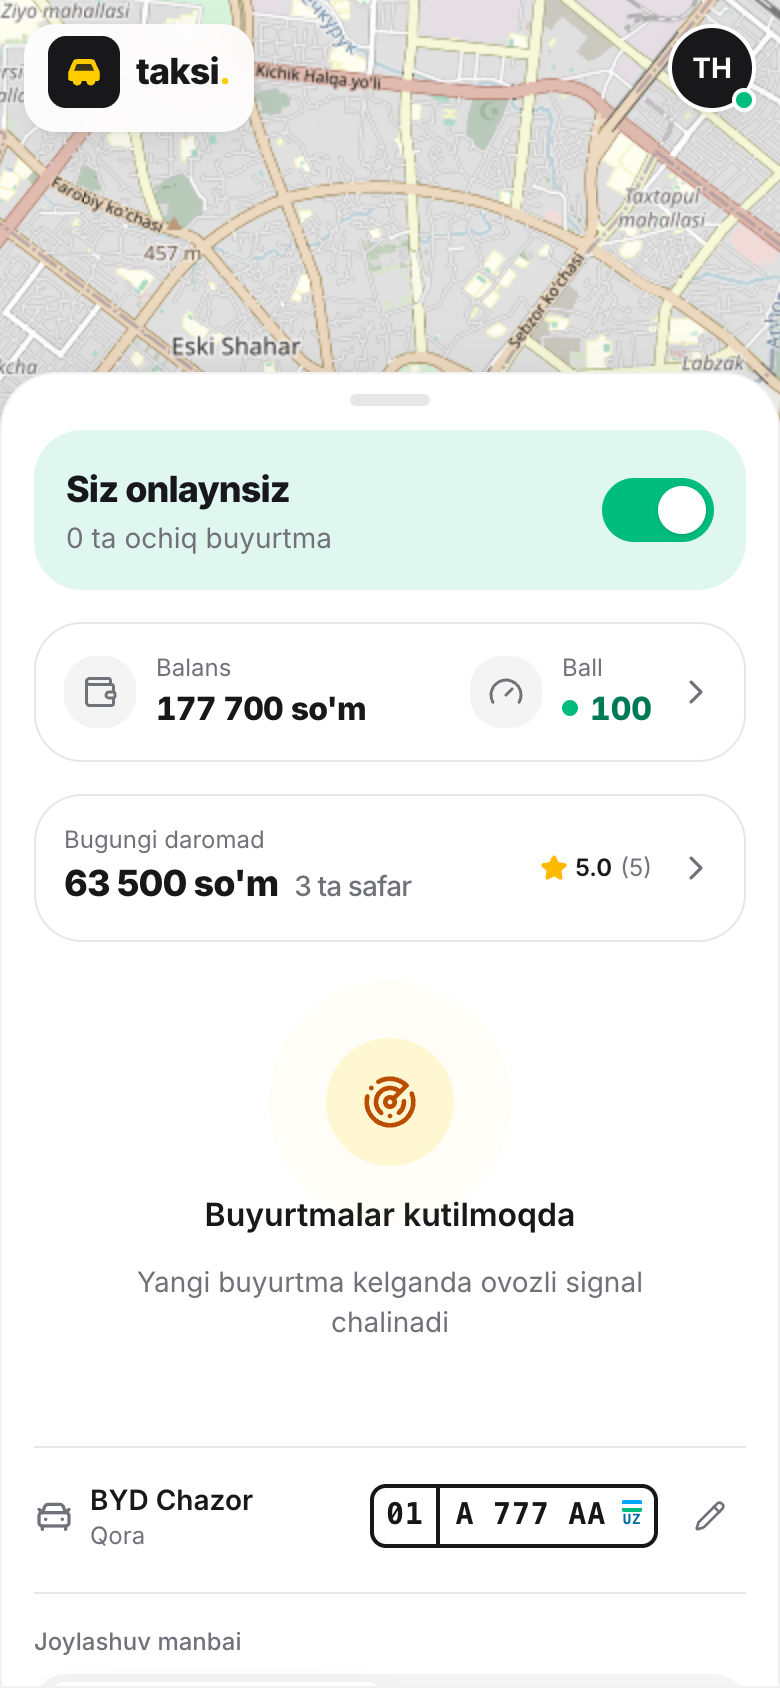 Ziyo mahallasi
taksi.
Kichik Halqa yo'li
TH
Farobiy ko'chasi
Taxtapul
mahallasi
457 m
Sebzor ko'chasi
Eski Shahar
Labzak
kcha
Siz onlaynsiz
0 ta ochiq buyurtma
Balans
177 700 so'm
Ball
100
Bugungi daromad
63 500 so'm 3 ta safar
5.0 (5)
Buyurtmalar kutilmoqda
Yangi buyurtma kelganda ovozli signal
chalinadi
BYD Chazor
Qora
01 A 777 AA UZ
Joylashuv manbai